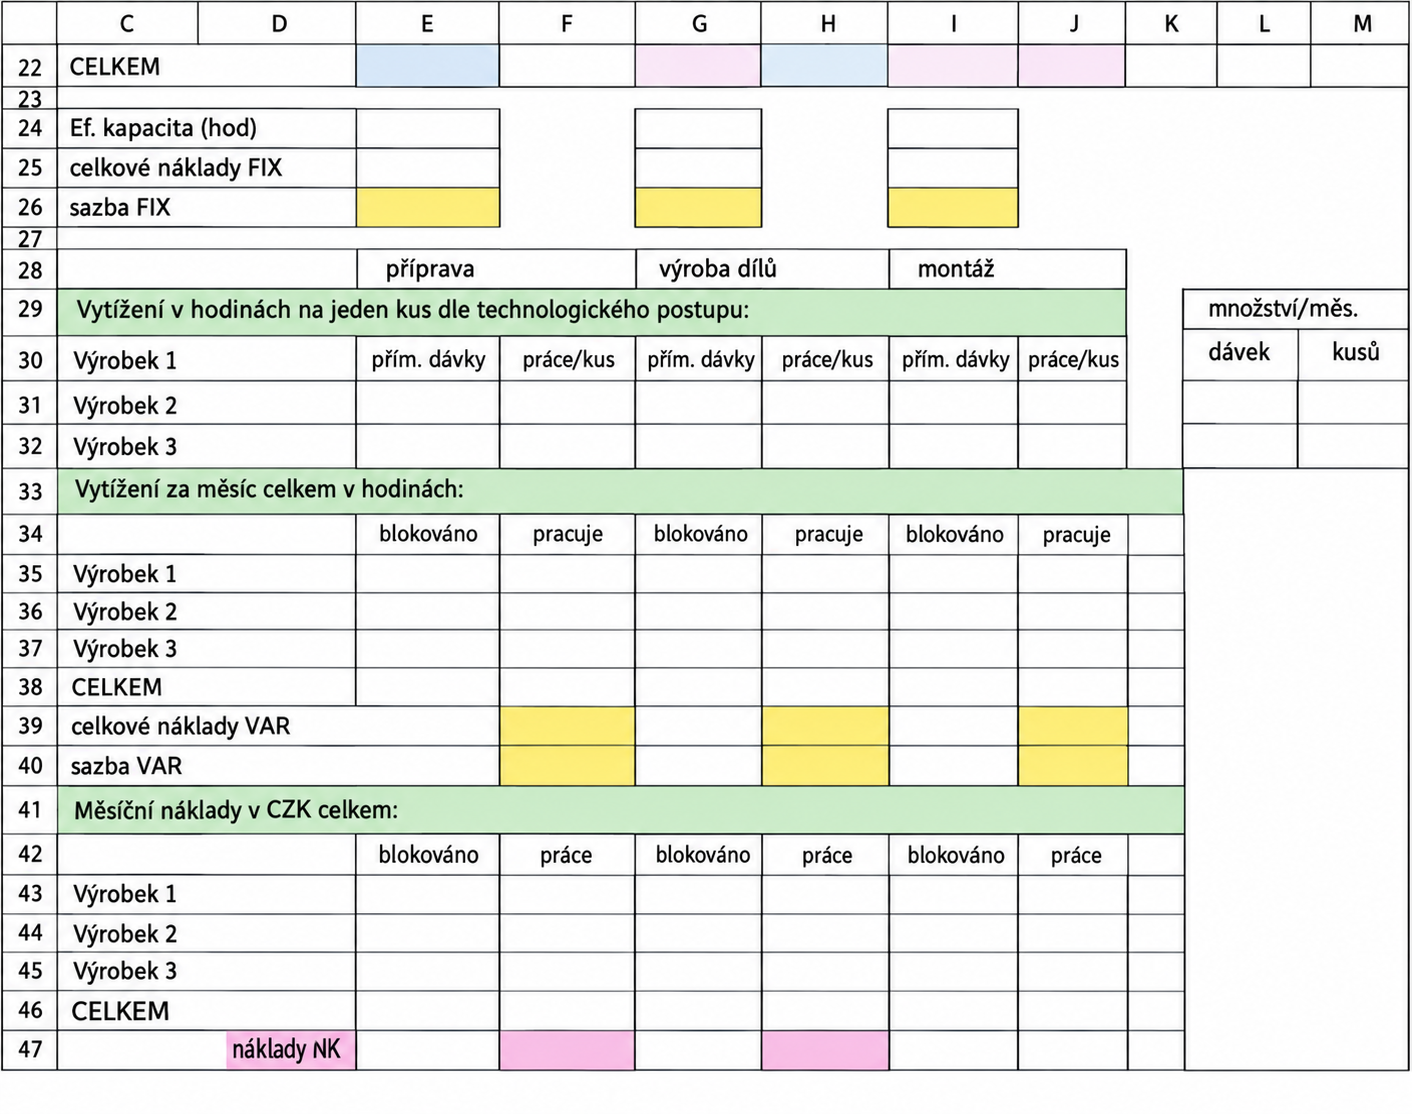 C D E F G H I J K L M
22 CELKEM
23
24 Ef. kapacita (hod)
25 celkové náklady FIX
26 sazba FIX
27
28 příprava výroba dílů montáž
29 Vytížení v hodinách na jeden kus dle technologického postupu: množství/měs.
30 Výrobek 1 přím. dávky práce/kus přím. dávky práce/kus přím. dávky práce/kus dávek kusů
31 Výrobek 2
32 Výrobek 3
33 Vytížení za měsíc celkem v hodinách:
34 blokováno pracuje blokováno pracuje blokováno pracuje
35 Výrobek 1
36 Výrobek 2
37 Výrobek 3
38 CELKEM
39 celkové náklady VAR
40 sazba VAR
41 Měsíční náklady v CZK celkem:
42 blokováno práce blokováno práce blokováno práce
43 Výrobek 1
44 Výrobek 2
45 Výrobek 3
46 CELKEM
47 náklady NK